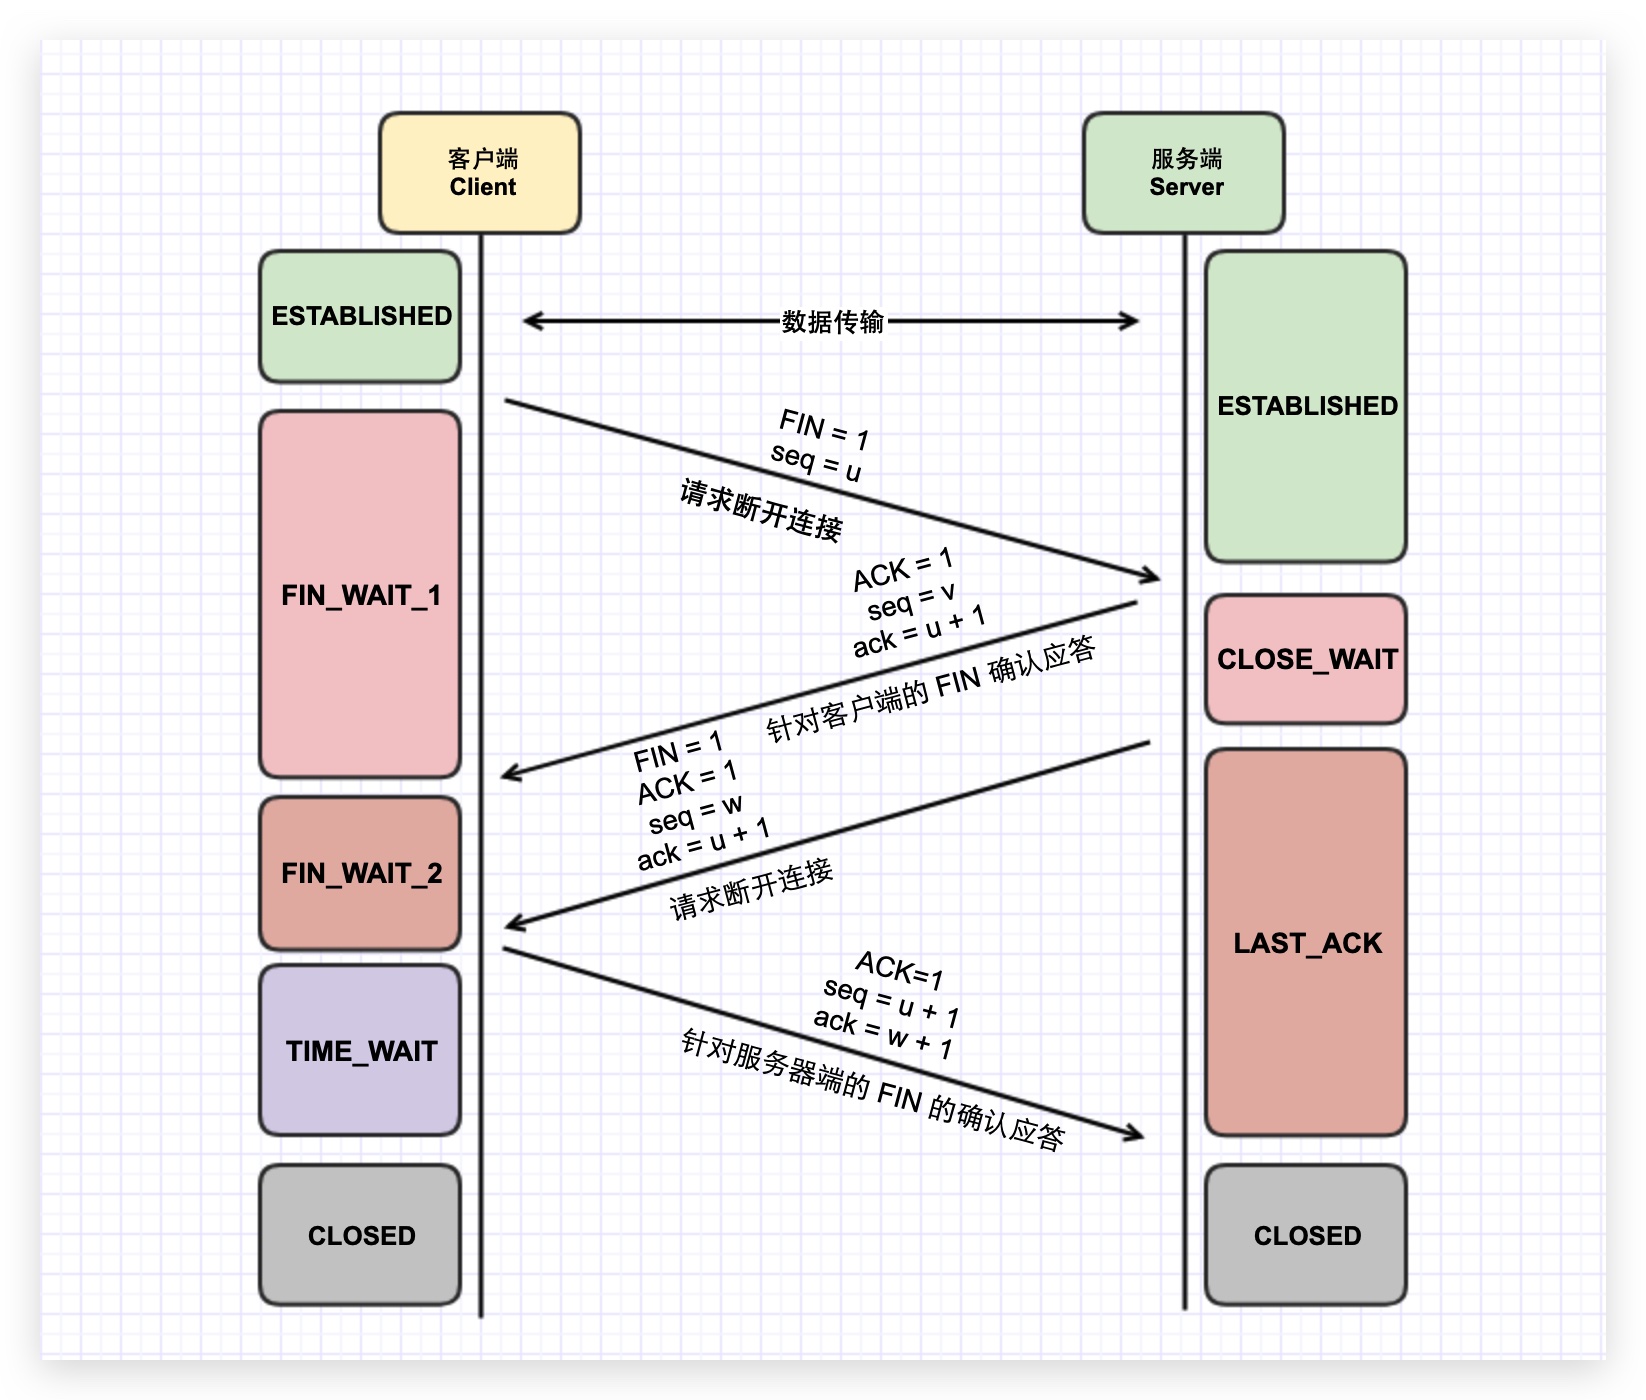 客户端
Client
服务端
Server
ESTABLISHED
数据传输
ESTABLISHED
FIN = 1
seq = u
请求断开连接
FIN_WAIT_1
ACK = 1
seq = v
ack = u + 1
针对客户端的 FIN 确认应答
CLOSE_WAIT
FIN = 1
ACK = 1
seq = w
ack = u + 1
请求断开连接
FIN_WAIT_2
LAST_ACK
ACK=1
seq = u + 1
ack = w + 1
针对服务器端的 FIN 的确认应答
TIME_WAIT
CLOSED
CLOSED